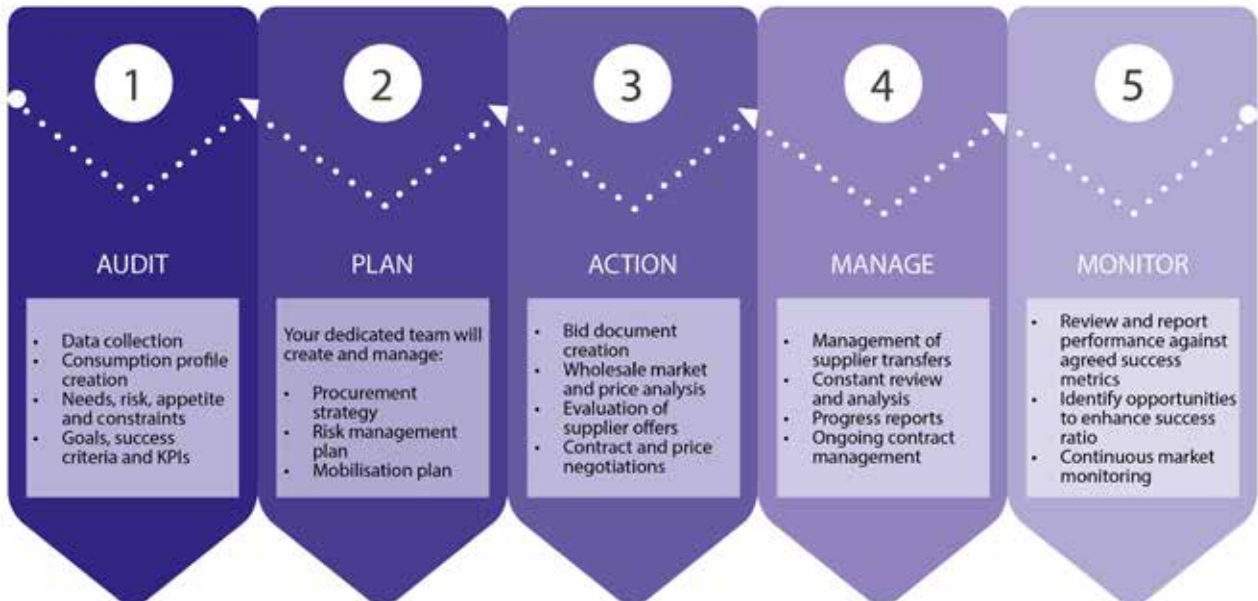 1
AUDIT
• Data collection
• Consumption profile
creation
• Needs, risk, appetite
and constraints
• Goals, success
criteria and KPIs
2
PLAN
Your dedicated team will
create and manage:
• Procurement
strategy
• Risk management
plan
• Mobilisation plan
3
ACTION
• Bid document
creation
• Wholesale market
and price analysis
• Evaluation of
supplier offers
• Contract and price
negotiations
4
MANAGE
• Management of
supplier transfers
• Constant review
and analysis
• Progress reports
• Ongoing contract
management
5
MONITOR
• Review and report
performance against
agreed success
metrics
• Identify opportunities
to enhance success
ratio
• Continuous market
monitoring